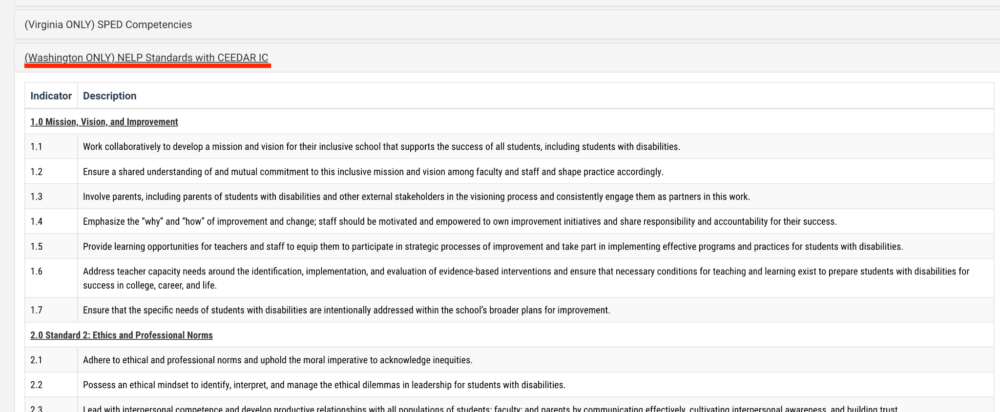 (Virginia ONLY) SPED Competencies
(Washington ONLY) NELP Standards with CEEDAR IC
Indicator Description
1.0 Mission, Vision, and Improvement
1.1 Work collaboratively to develop a mission and vision for their inclusive school that supports the success of all students, including students with disabilities.
1.2 Ensure a shared understanding of and mutual commitment to this inclusive mission and vision among faculty and staff and shape practice accordingly.
1.3 Involve parents, including parents of students with disabilities and other external stakeholders in the visioning process and consistently engage them as partners in this work.
1.4 Emphasize the “why” and “how” of improvement and change; staff should be motivated and empowered to own improvement initiatives and share responsibility and accountability for their success.
1.5 Provide learning opportunities for teachers and staff to equip them to participate in strategic processes of improvement and take part in implementing effective programs and practices for students with disabilities.
1.6 Address teacher capacity needs around the identification, implementation, and evaluation of evidence-based interventions and ensure that necessary conditions for teaching and learning exist to prepare students with disabilities for
success in college, career, and life.
1.7 Ensure that the specific needs of students with disabilities are intentionally addressed within the school’s broader plans for improvement.
2.0 Standard 2: Ethics and Professional Norms
2.1 Adhere to ethical and professional norms and uphold the moral imperative to acknowledge inequities.
2.2 Possess an ethical mindset to identify, interpret, and manage the ethical dilemmas in leadership for students with disabilities.
2.3 Lead with interpersonal competence and develop productive relationships with all populations of students; faculty; and parents by communicating effectively, cultivating interpersonal awareness, and building trust.